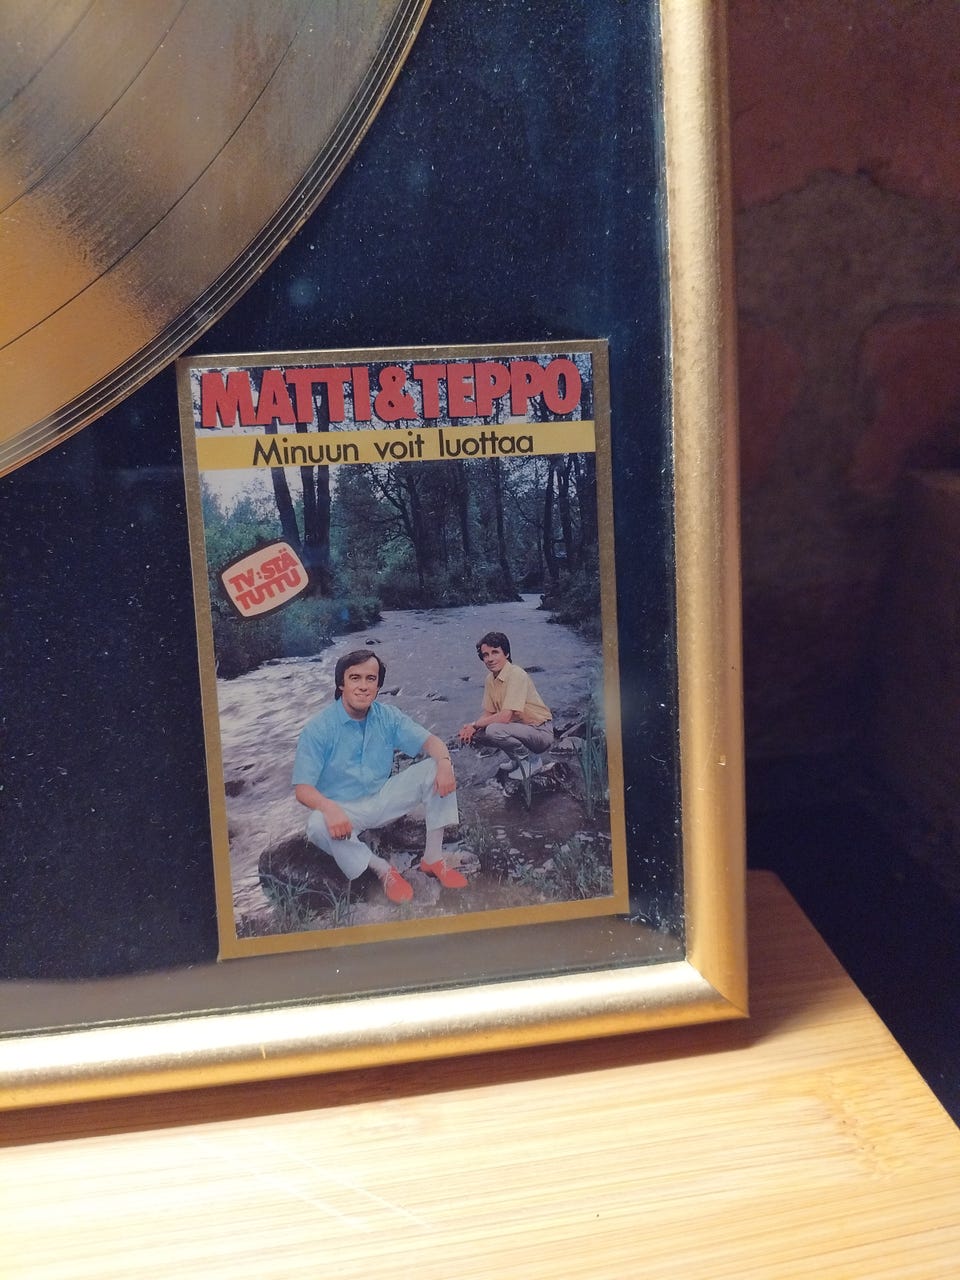 MATTI & TEPPO
Minuun voit luottaa
TV:STÄ
TUTTU